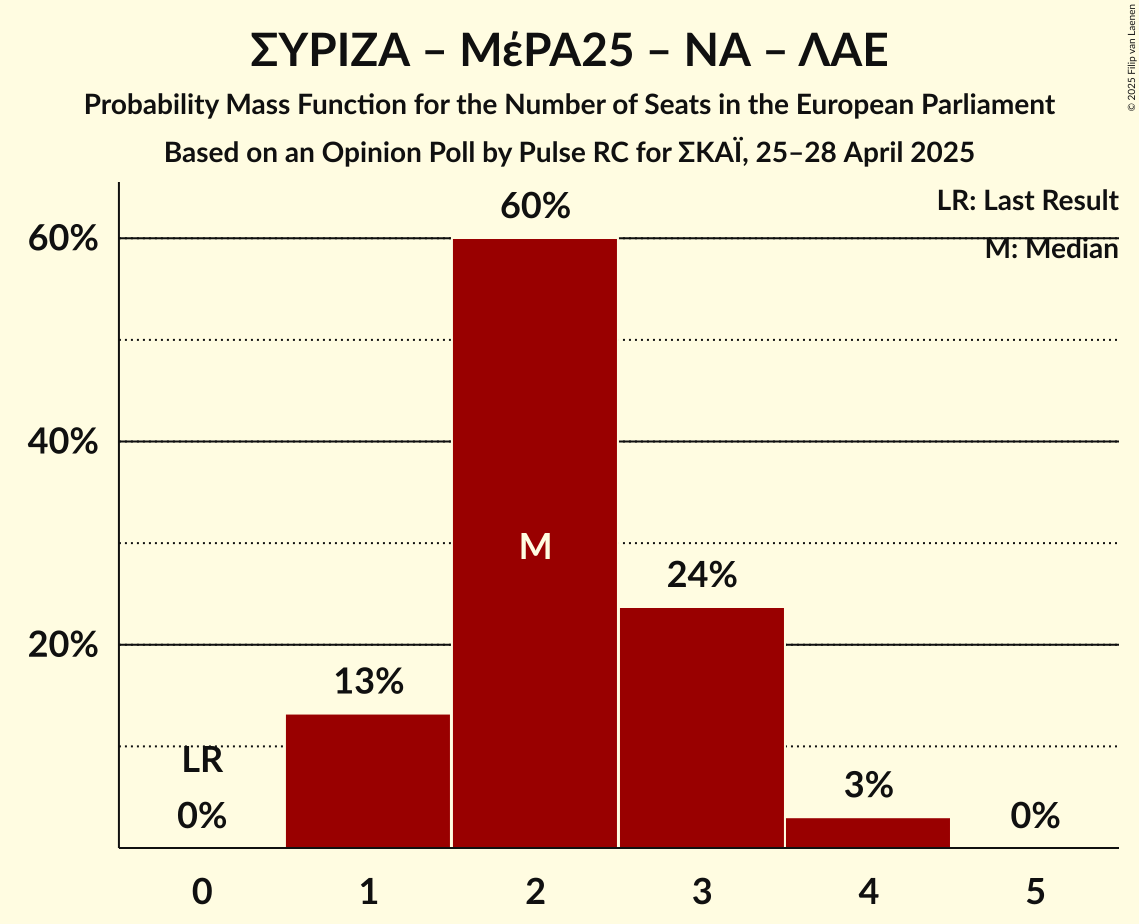 ΣΥΡΙΖΑ – ΜέΡΑ25 – ΝΑ – ΛΑΕ
Probability Mass Function for the Number of Seats in the European Parliament
Based on an Opinion Poll by Pulse RC for ΣΚΑΪ, 25–28 April 2025
© 2025 Filip van Laenen
LR: Last Result
M: Median
60%
40%
20%
LR
0%
13%
60%
M
24%
3%
0%
0
1
2
3
4
5